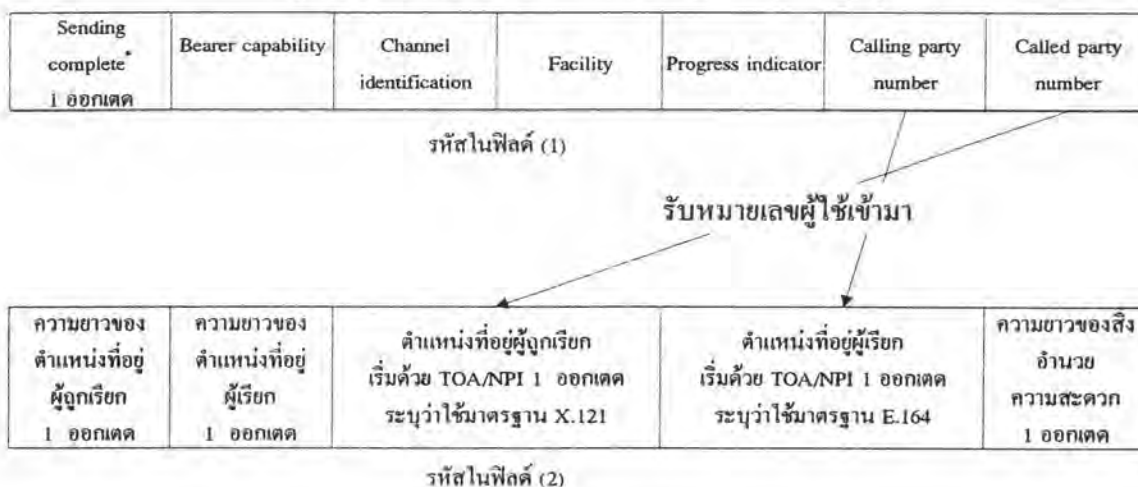 Sending
complete*
1 ออกเตต
Bearer capability
Channel
identification
Facility
Progress indicator
Calling party
number
Called party
number
รหัสในฟิลด์ (1)
รับหมายเลขผู้ใช้เข้ามา
ความยาวของ
ตำแหน่งที่อยู่
ผู้ถูกเรียก
1 ออกเตต
ความยาวของ
ตำแหน่งที่อยู่
ผู้เรียก
1 ออกเตต
ตำแหน่งที่อยู่ผู้ถูกเรียก
เริ่มด้วย TOA/NPI 1 ออกเตต
ระบุว่าใช้มาตรฐาน X.121
ตำแหน่งที่อยู่ผู้เรียก
เริ่มด้วย TOA/NPI 1 ออกเตต
ระบุว่าใช้มาตรฐาน E.164
ความยาวของสิ่ง
อำนวย
ความสะดวก
1 ออกเตต
รหัสในฟิลด์ (2)